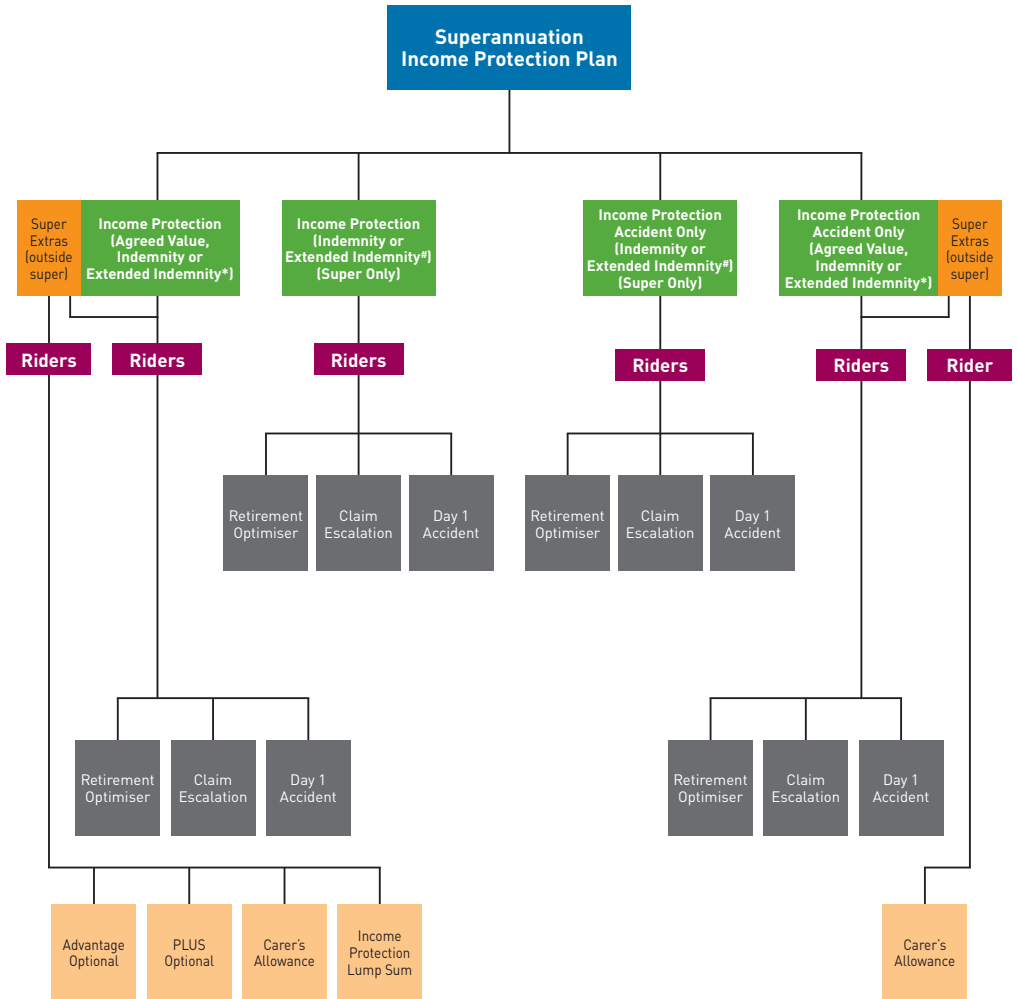 Superannuation
Income Protection Plan
Super
Extras
(outside
super)
Income Protection
(Agreed Value,
Indemnity or
Extended Indemnity*)
Income Protection
(Indemnity or
Extended Indemnity#)
(Super Only)
Income Protection
Accident Only
(Indemnity or
Extended Indemnity#)
(Super Only)
Income Protection
Accident Only
(Agreed Value,
Indemnity or
Extended Indemnity*)
Super
Extras
(outside
super)
Riders
Riders
Riders
Riders
Riders
Rider
Retirement
Optimiser
Claim
Escalation
Day 1
Accident
Retirement
Optimiser
Claim
Escalation
Day 1
Accident
Retirement
Optimiser
Claim
Escalation
Day 1
Accident
Retirement
Optimiser
Claim
Escalation
Day 1
Accident
Advantage
Optional
PLUS
Optional
Carer's
Allowance
Income
Protection
Lump Sum
Carer's
Allowance